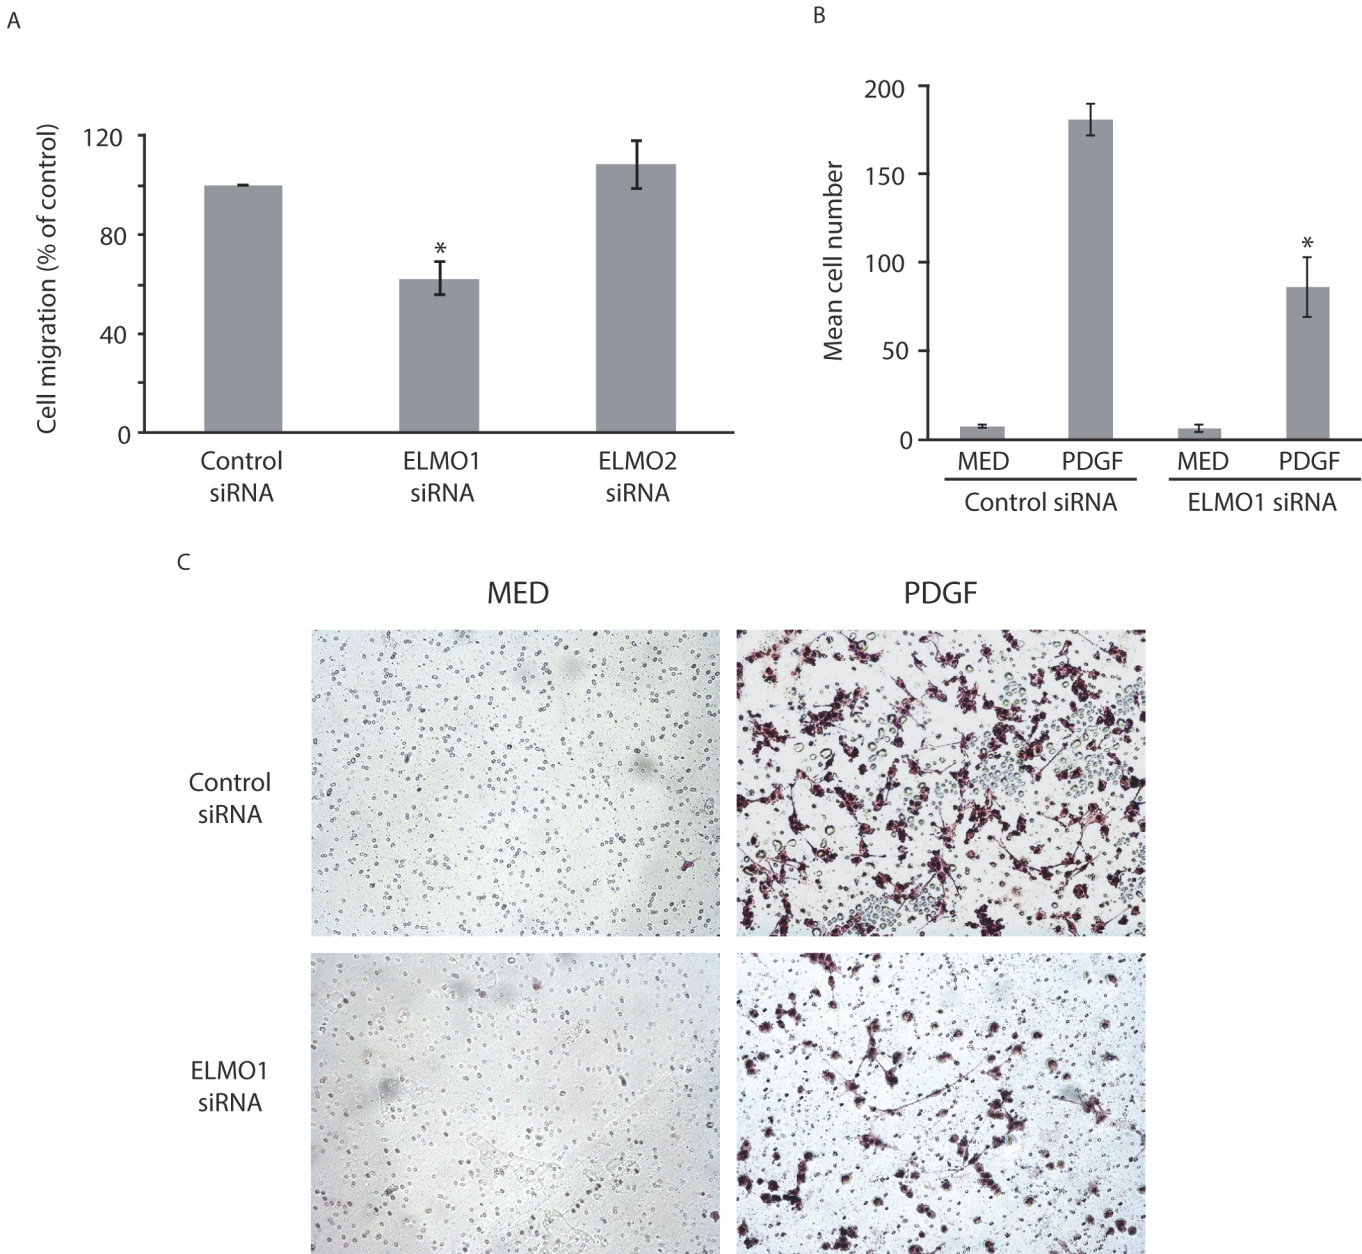 A
B
Cell migration (% of control)
120
80
40
0
*
Control
siRNA
ELMO1
siRNA
ELMO2
siRNA
Mean cell number
200
150
100
50
0
*
MED
PDGF
MED
PDGF
Control siRNA
ELMO1 siRNA
C
MED
PDGF
Control
siRNA
ELMO1
siRNA